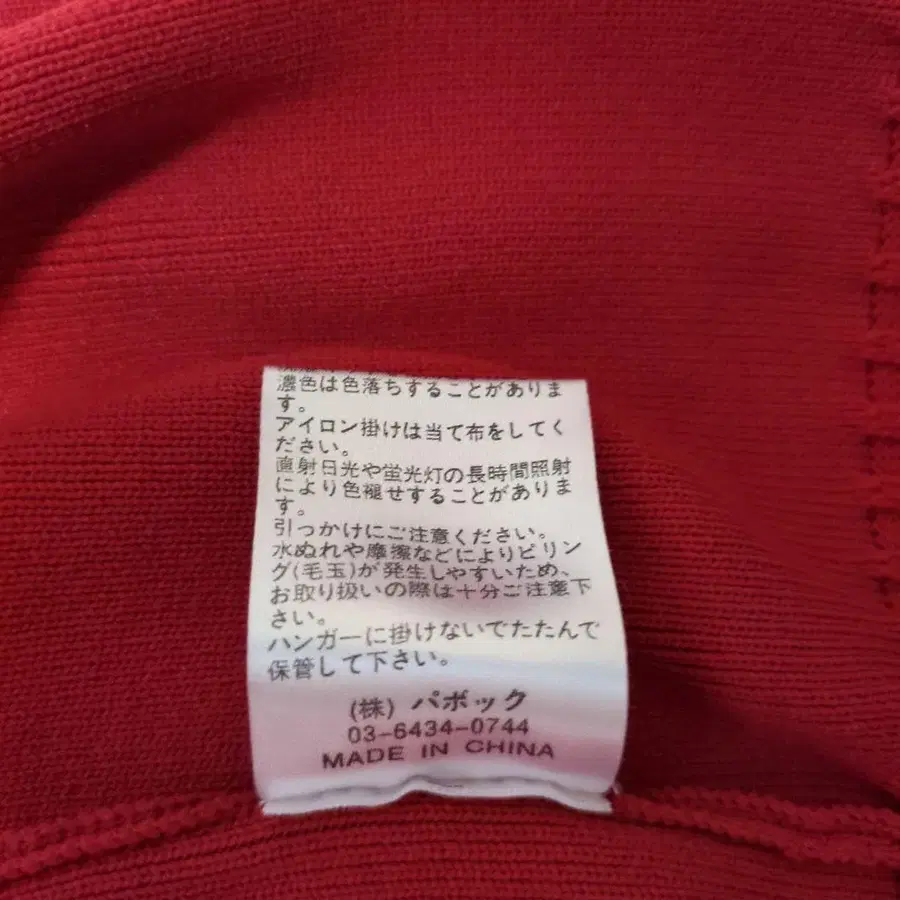 濃色は色落ちすることがありま
す。
アイロン掛けは当て布をしてく
ださい。
直射日光や蛍光灯の長時間照射
により色褪せすることがありま
す。
引っかけにご注意ください。
水ぬれや摩擦などによりピリン
グ(毛玉)が発生しやすいため、
お取り扱いの際は十分ご注意下
さい。
ハンガーに掛けないでたたんで
保管して下さい。
(株) パボック
03-6434-0744
MADE IN CHINA